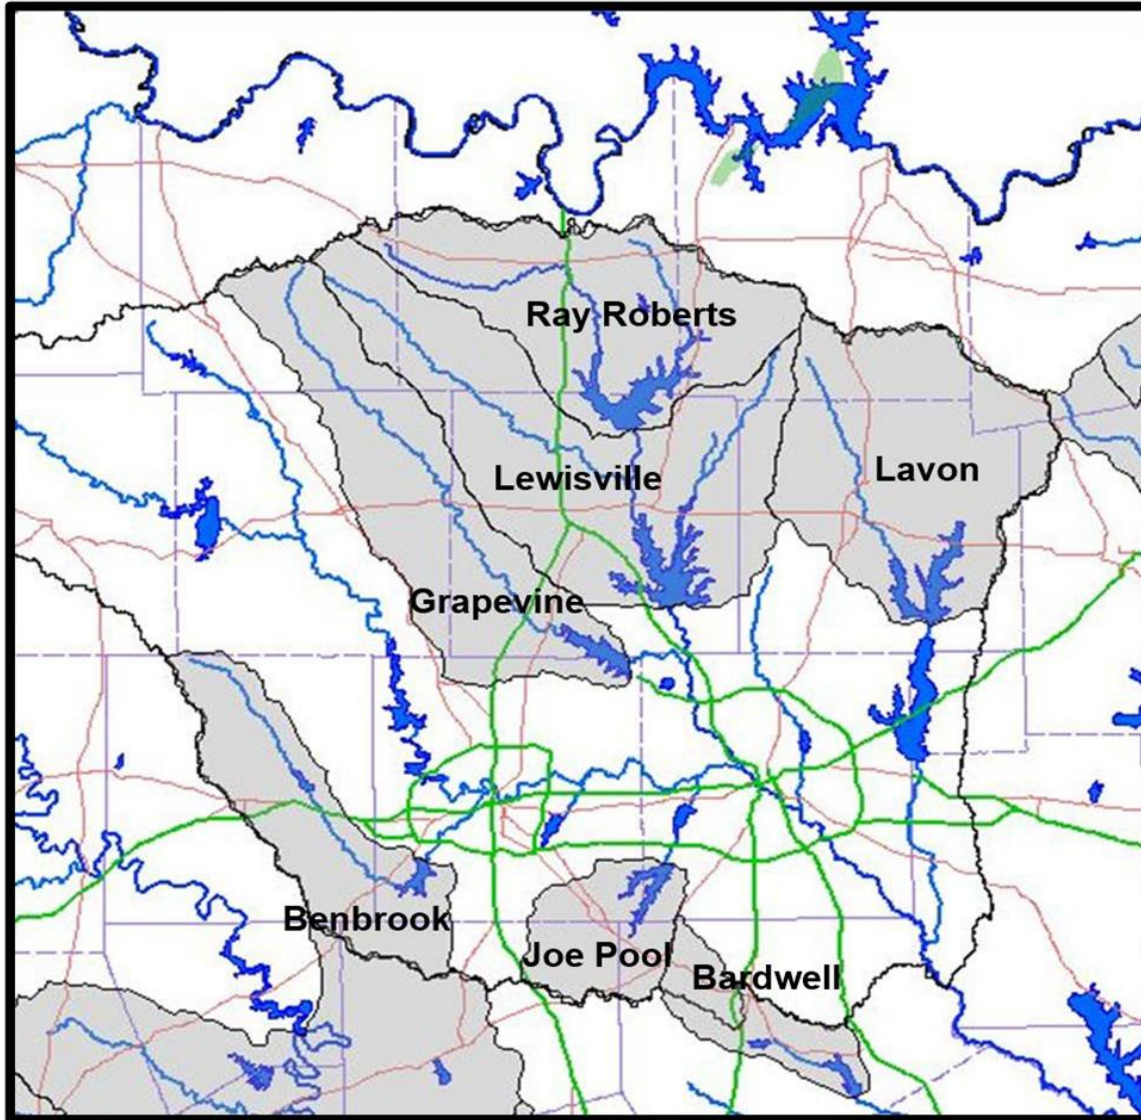 Ray Roberts
Lewisville
Lavon
Grapevine
Benbrook
Joe Pool
Bardwell